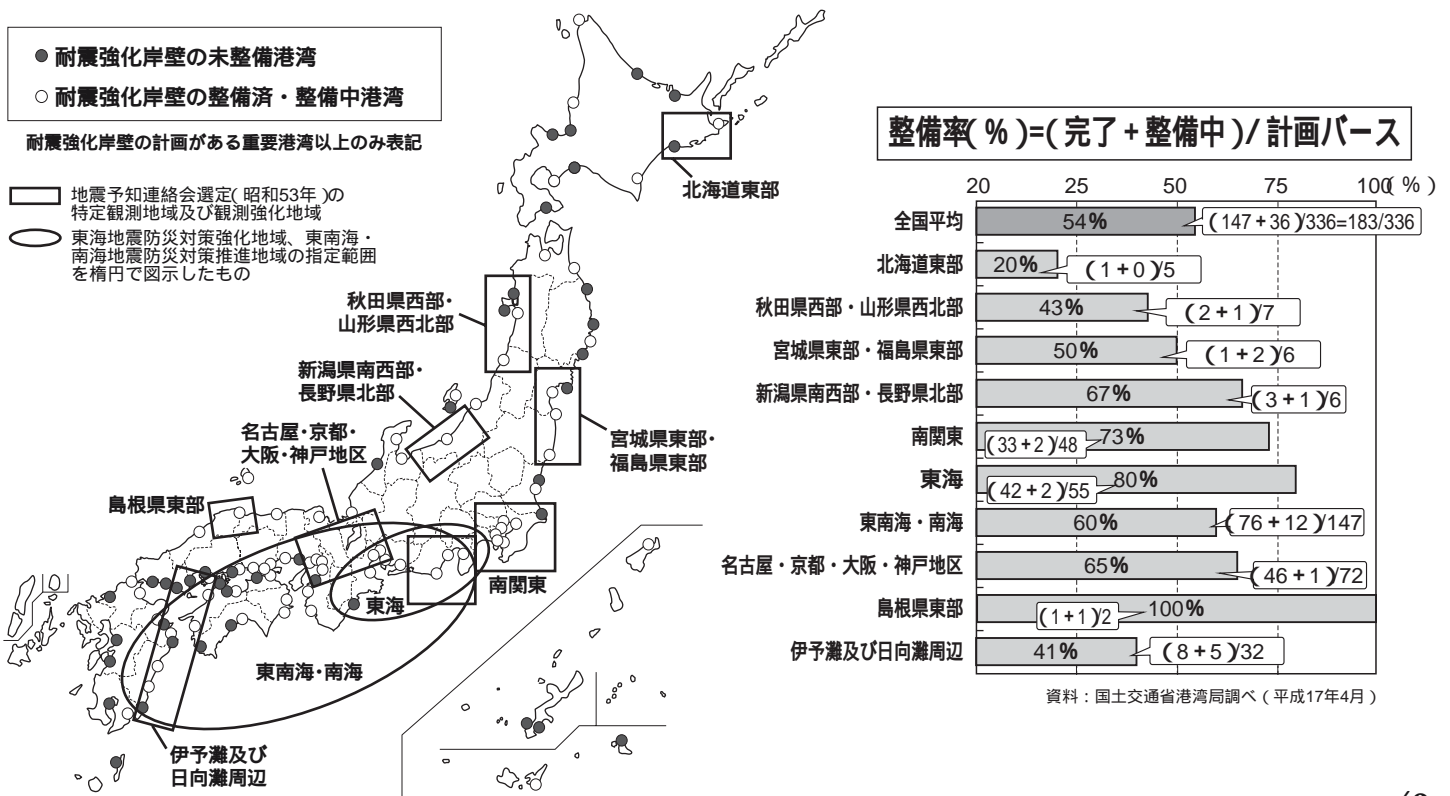 ● 耐震強化岸壁の未整備港湾
○ 耐震強化岸壁の整備済・整備中港湾
耐震強化岸壁の計画がある重要港湾以上のみ表記
地震予知連絡会選定(昭和53年)の
特定観測地域及び観測強化地域
東海地震防災対策強化地域、東南海・
南海地震防災対策推進地域の指定範囲
を楕円で図示したもの
北海道東部
秋田県西部・
山形県西北部
新潟県南西部・
長野県北部
名古屋・京都・
大阪・神戸地区
島根県東部
宮城県東部・
福島県東部
南関東
東海
東南海・南海
伊予灘及び
日向灘周辺
整備率(%)=(完了+整備中)/計画バース
20 25 50 75 100(%)
全国平均 54% (147+36)/336=183/336
北海道東部 20% (1+0)/5
秋田県西部・山形県西北部 43% (2+1)/7
宮城県東部・福島県東部 50% (1+2)/6
新潟県南西部・長野県北部 67% (3+1)/6
南関東 (33+2)/48 73%
東海 (42+2)/55 80%
東南海・南海 60% (76+12)/147
名古屋・京都・大阪・神戸地区 65% (46+1)/72
島根県東部 (1+1)/2 100%
伊予灘及び日向灘周辺 41% (8+5)/32
資料:国土交通省港湾局調べ(平成17年4月)